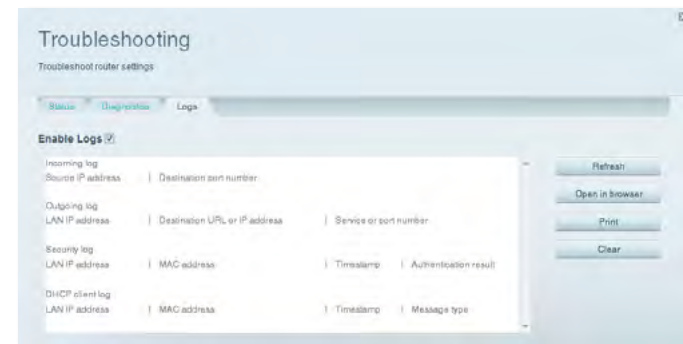 Troubleshooting
Troubleshoot router settings
Status Diagnostics Logs
Enable Logs
Incoming log
Source IP address | Destination port number
Outgoing log
LAN IP address | Destination URL or IP address | Service or port number
Security log
LAN IP address | MAC address | Timestamp | Authentication result
DHCP client log
LAN IP address | MAC address | Timestamp | Message type
Refresh
Open in browser
Print
Clear